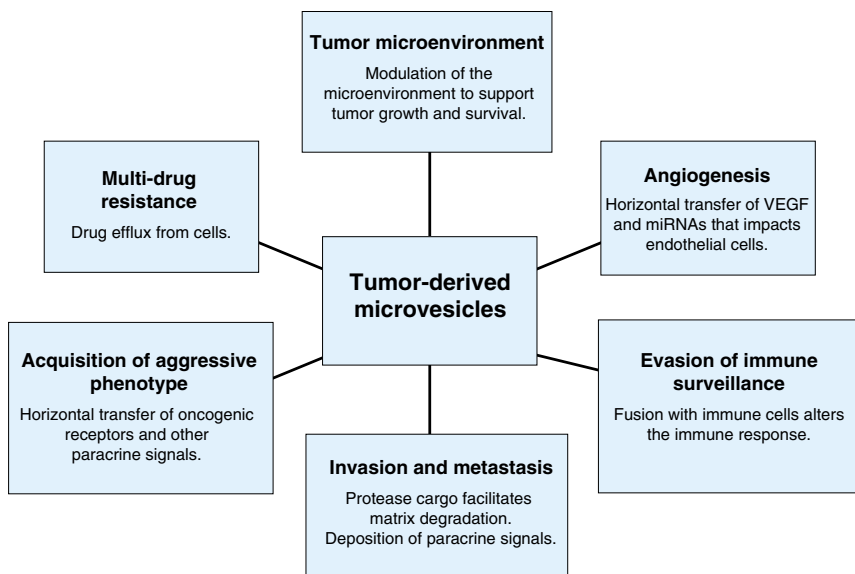 Tumor microenvironment
Modulation of the
microenvironment to support
tumor growth and survival.
Multi-drug
resistance
Drug efflux from cells.
Angiogenesis
Horizontal transfer of VEGF
and miRNAs that impacts
endothelial cells.
Tumor-derived
microvesicles
Acquisition of aggressive
phenotype
Horizontal transfer of oncogenic
receptors and other
paracrine signals.
Evasion of immune
surveillance
Fusion with immune cells alters
the immune response.
Invasion and metastasis
Protease cargo facilitates
matrix degradation.
Deposition of paracrine signals.